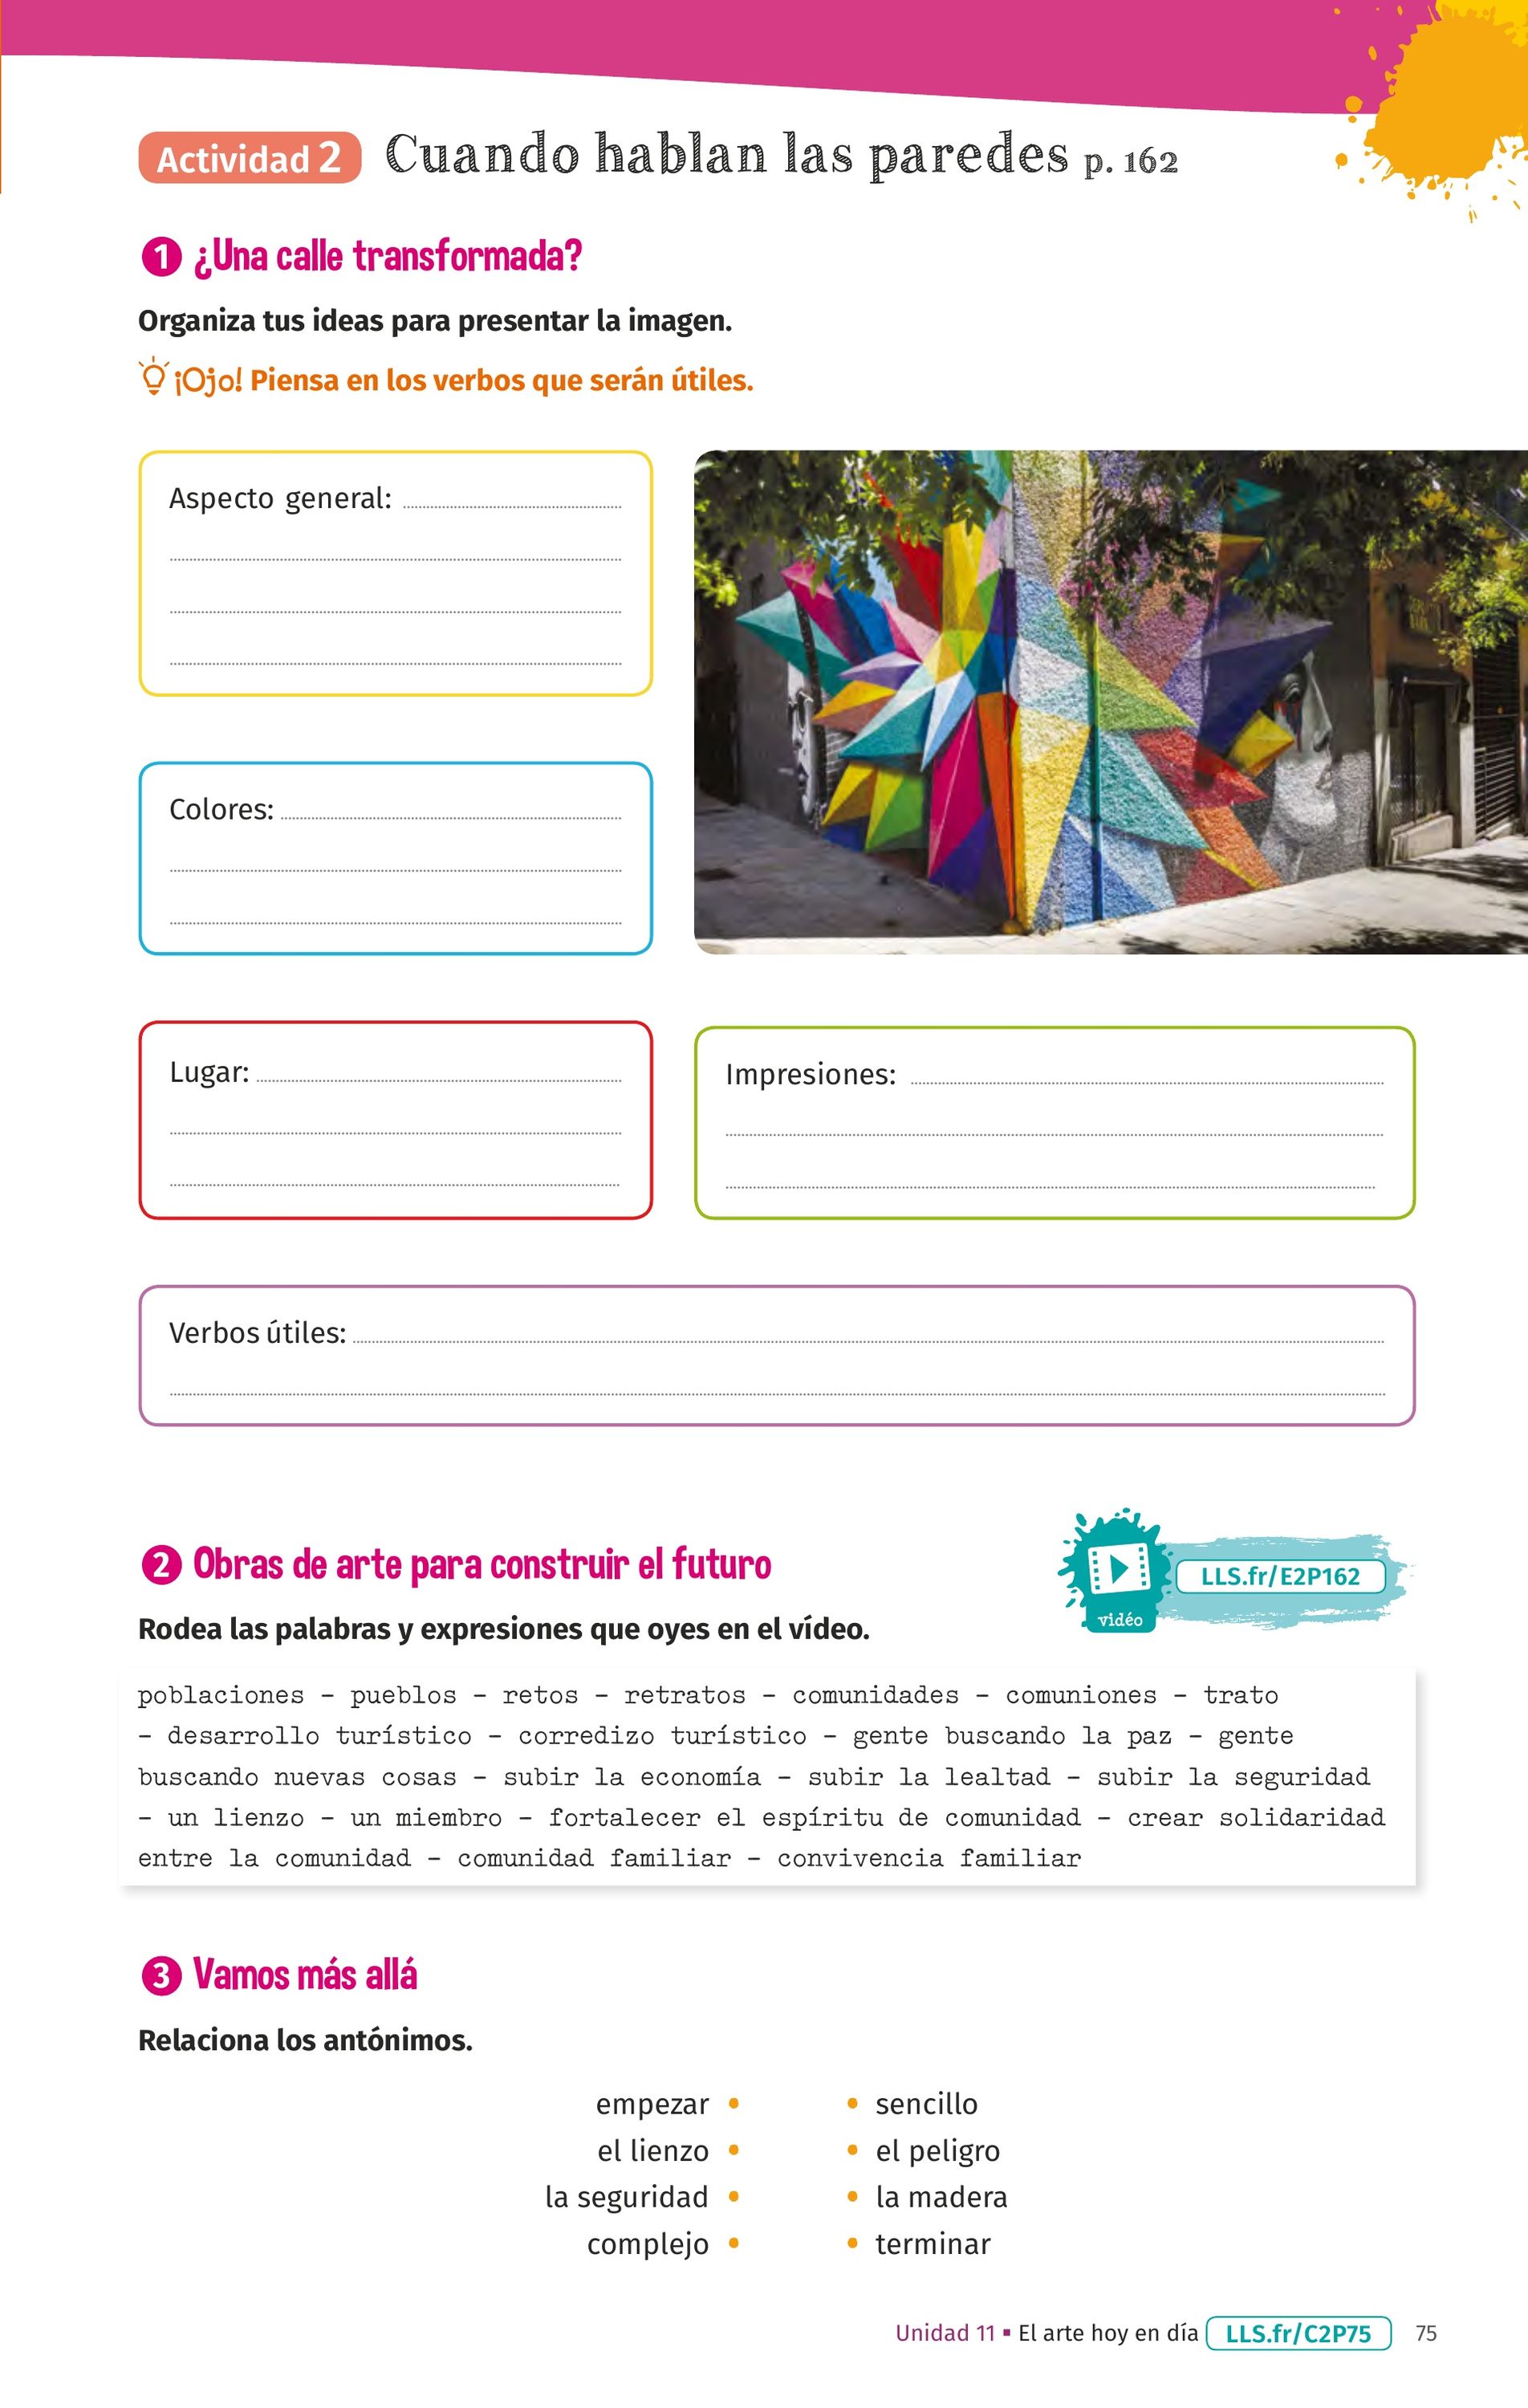 Actividad 2 Cuando hablan las paredes p. 162
1 ¿Una calle transformada?
Organiza tus ideas para presentar la imagen.
¡Ojo! Piensa en los verbos que serán útiles.
Aspecto general:
Colores:
Lugar:
Impresiones:
Verbos útiles:
2 Obras de arte para construir el futuro
vidéo
LLS.fr/E2P162
Rodea las palabras y expresiones que oyes en el vídeo.
poblaciones – pueblos – retos – retratos – comunidades – comuniones – trato
– desarrollo turístico – corredizo turístico – gente buscando la paz – gente
buscando nuevas cosas – subir la economía – subir la lealtad – subir la seguridad
– un lienzo – un miembro – fortalecer el espíritu de comunidad – crear solidaridad
entre la comunidad – comunidad familiar – convivencia familiar
3 Vamos más allá
Relaciona los antónimos.
empezar • • sencillo
el lienzo • • el peligro
la seguridad • • la madera
complejo • • terminar
Unidad 11 ▪ El arte hoy en día LLS.fr/C2P75 75